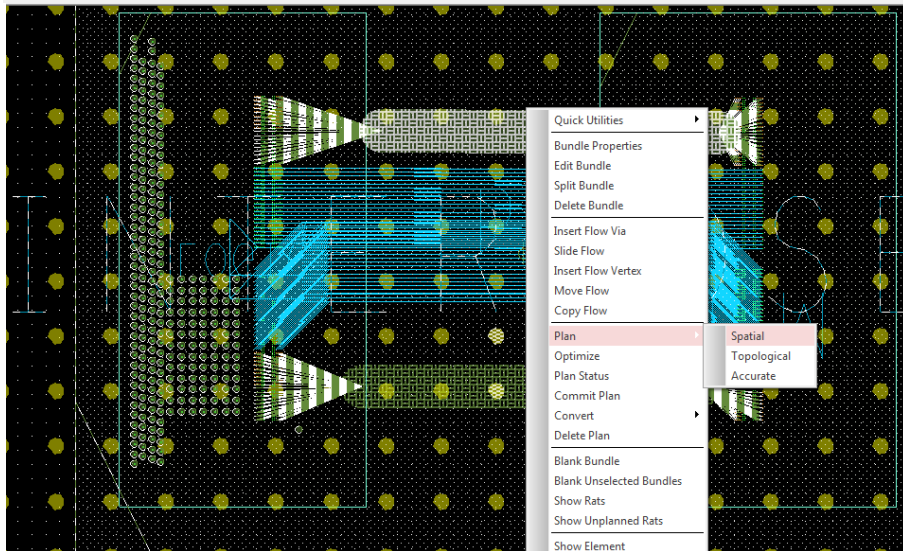 Quick Utilities
Bundle Properties
Edit Bundle
Split Bundle
Delete Bundle
Insert Flow Via
Slide Flow
Insert Flow Vertex
Move Flow
Copy Flow
Plan
Spatial
Optimize
Topological
Plan Status
Accurate
Commit Plan
Convert
Delete Plan
Blank Bundle
Blank Unselected Bundles
Show Rats
Show Unplanned Rats
Show Element